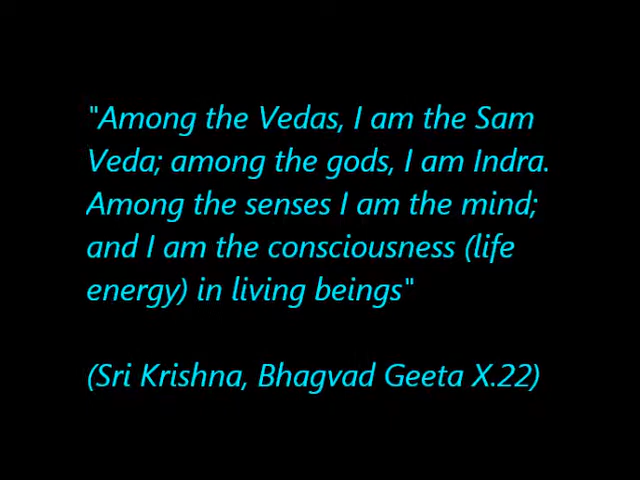 "Among the Vedas, I am the Sam
Veda; among the gods, I am Indra.
Among the senses I am the mind;
and I am the consciousness (life
energy) in living beings"
(Sri Krishna, Bhagvad Geeta X.22)